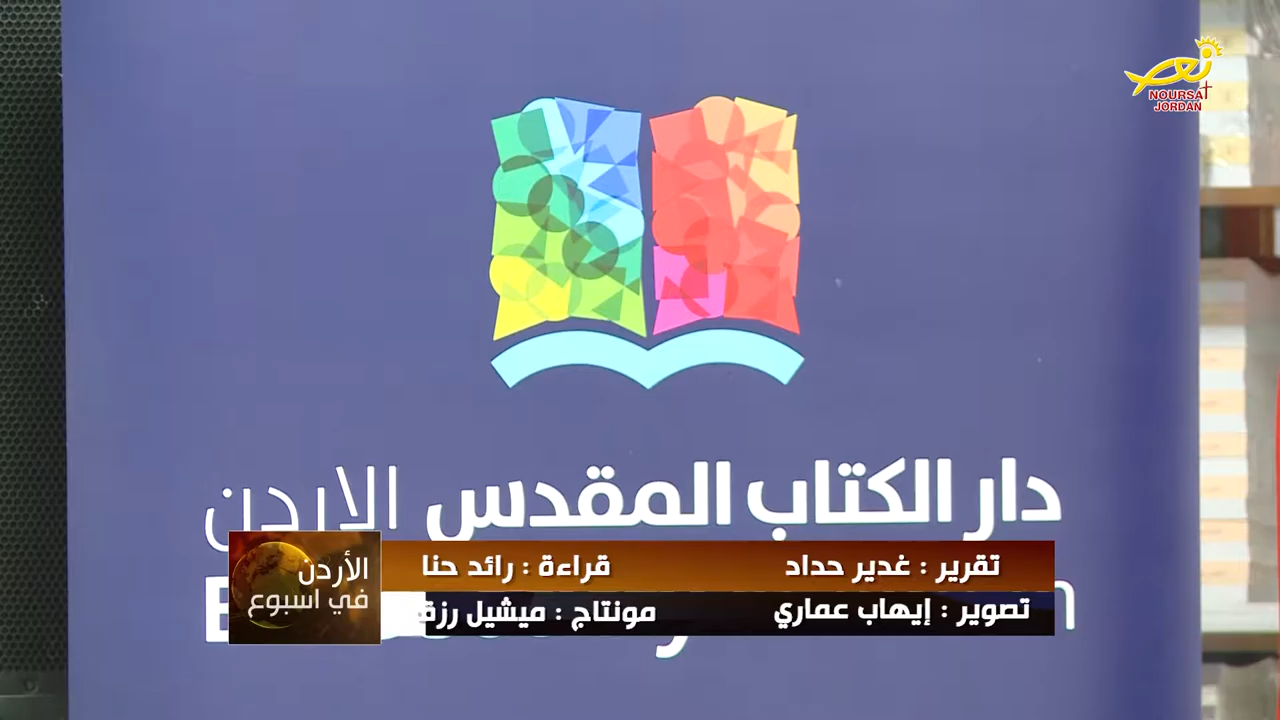 نور
NOURSAT
JORDAN
دار الكتاب المقدس الاردن
الأردن
في اسبوع
تقرير : غدير حداد
قراءة : رائد حنا
تصوير : إيهاب عماري
مونتاج : ميشيل رزق